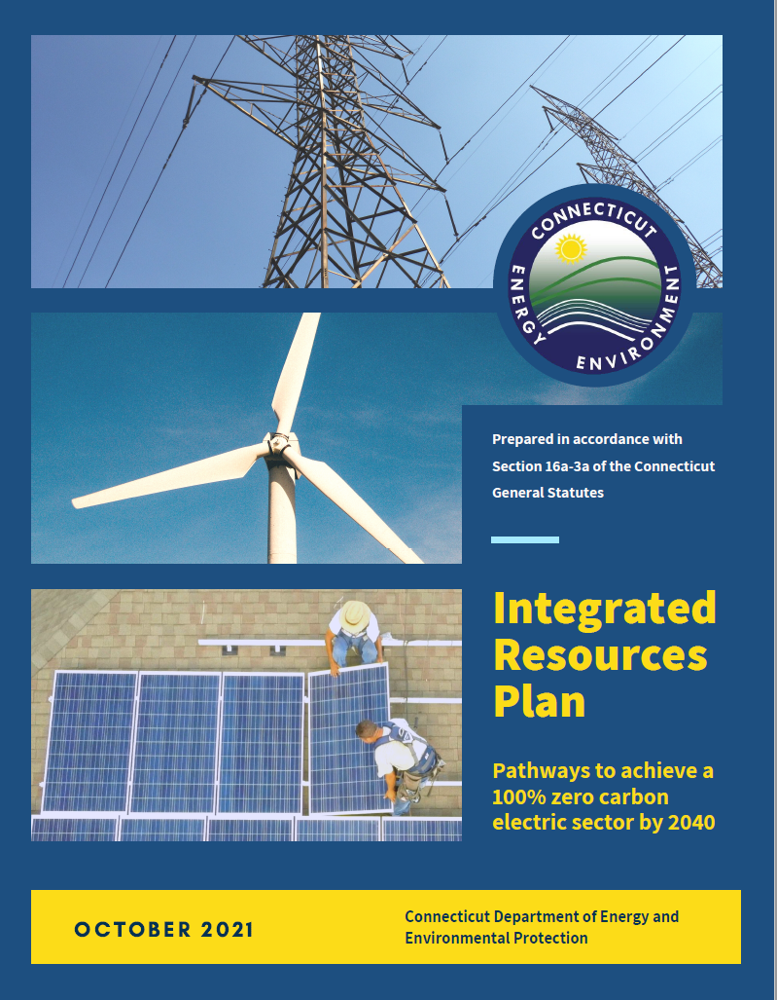 CONNECTICUT
ENERGY
ENVIRONMENT
Prepared in accordance with
Section 16a-3a of the Connecticut
General Statutes
Integrated
Resources
Plan
Pathways to achieve a
100% zero carbon
electric sector by 2040
OCTOBER 2021
Connecticut Department of Energy and
Environmental Protection